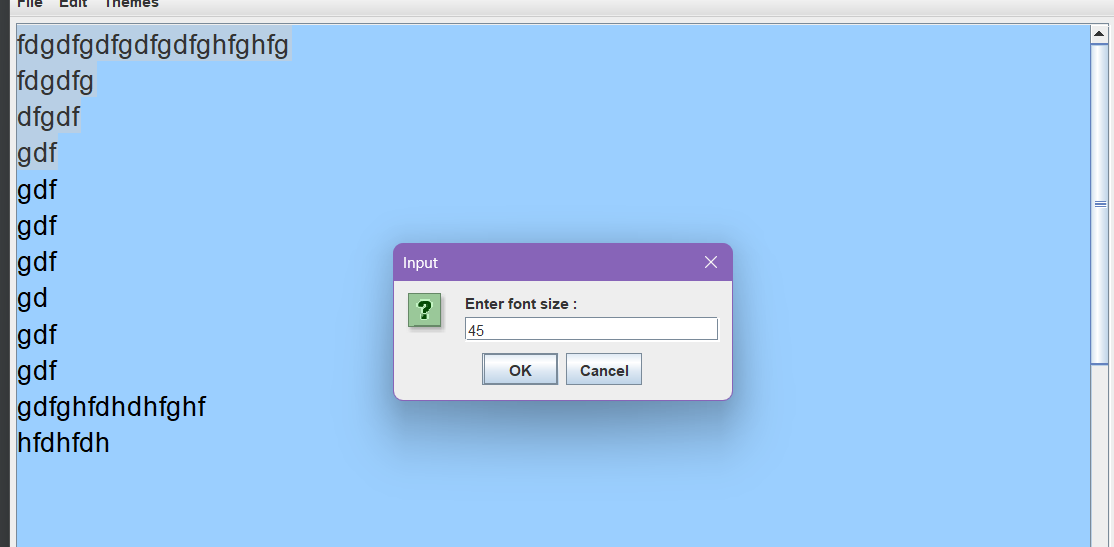 File Edit Themes
fdgdfgdfgdfgdfghfghfg
fdgdfg
dfgdf
gdf
gdf
gdf
gdf
gd
gdf
gdf
gdfghfdhdhfghf
hfdhfdh
Input
Enter font size :
45
OK Cancel